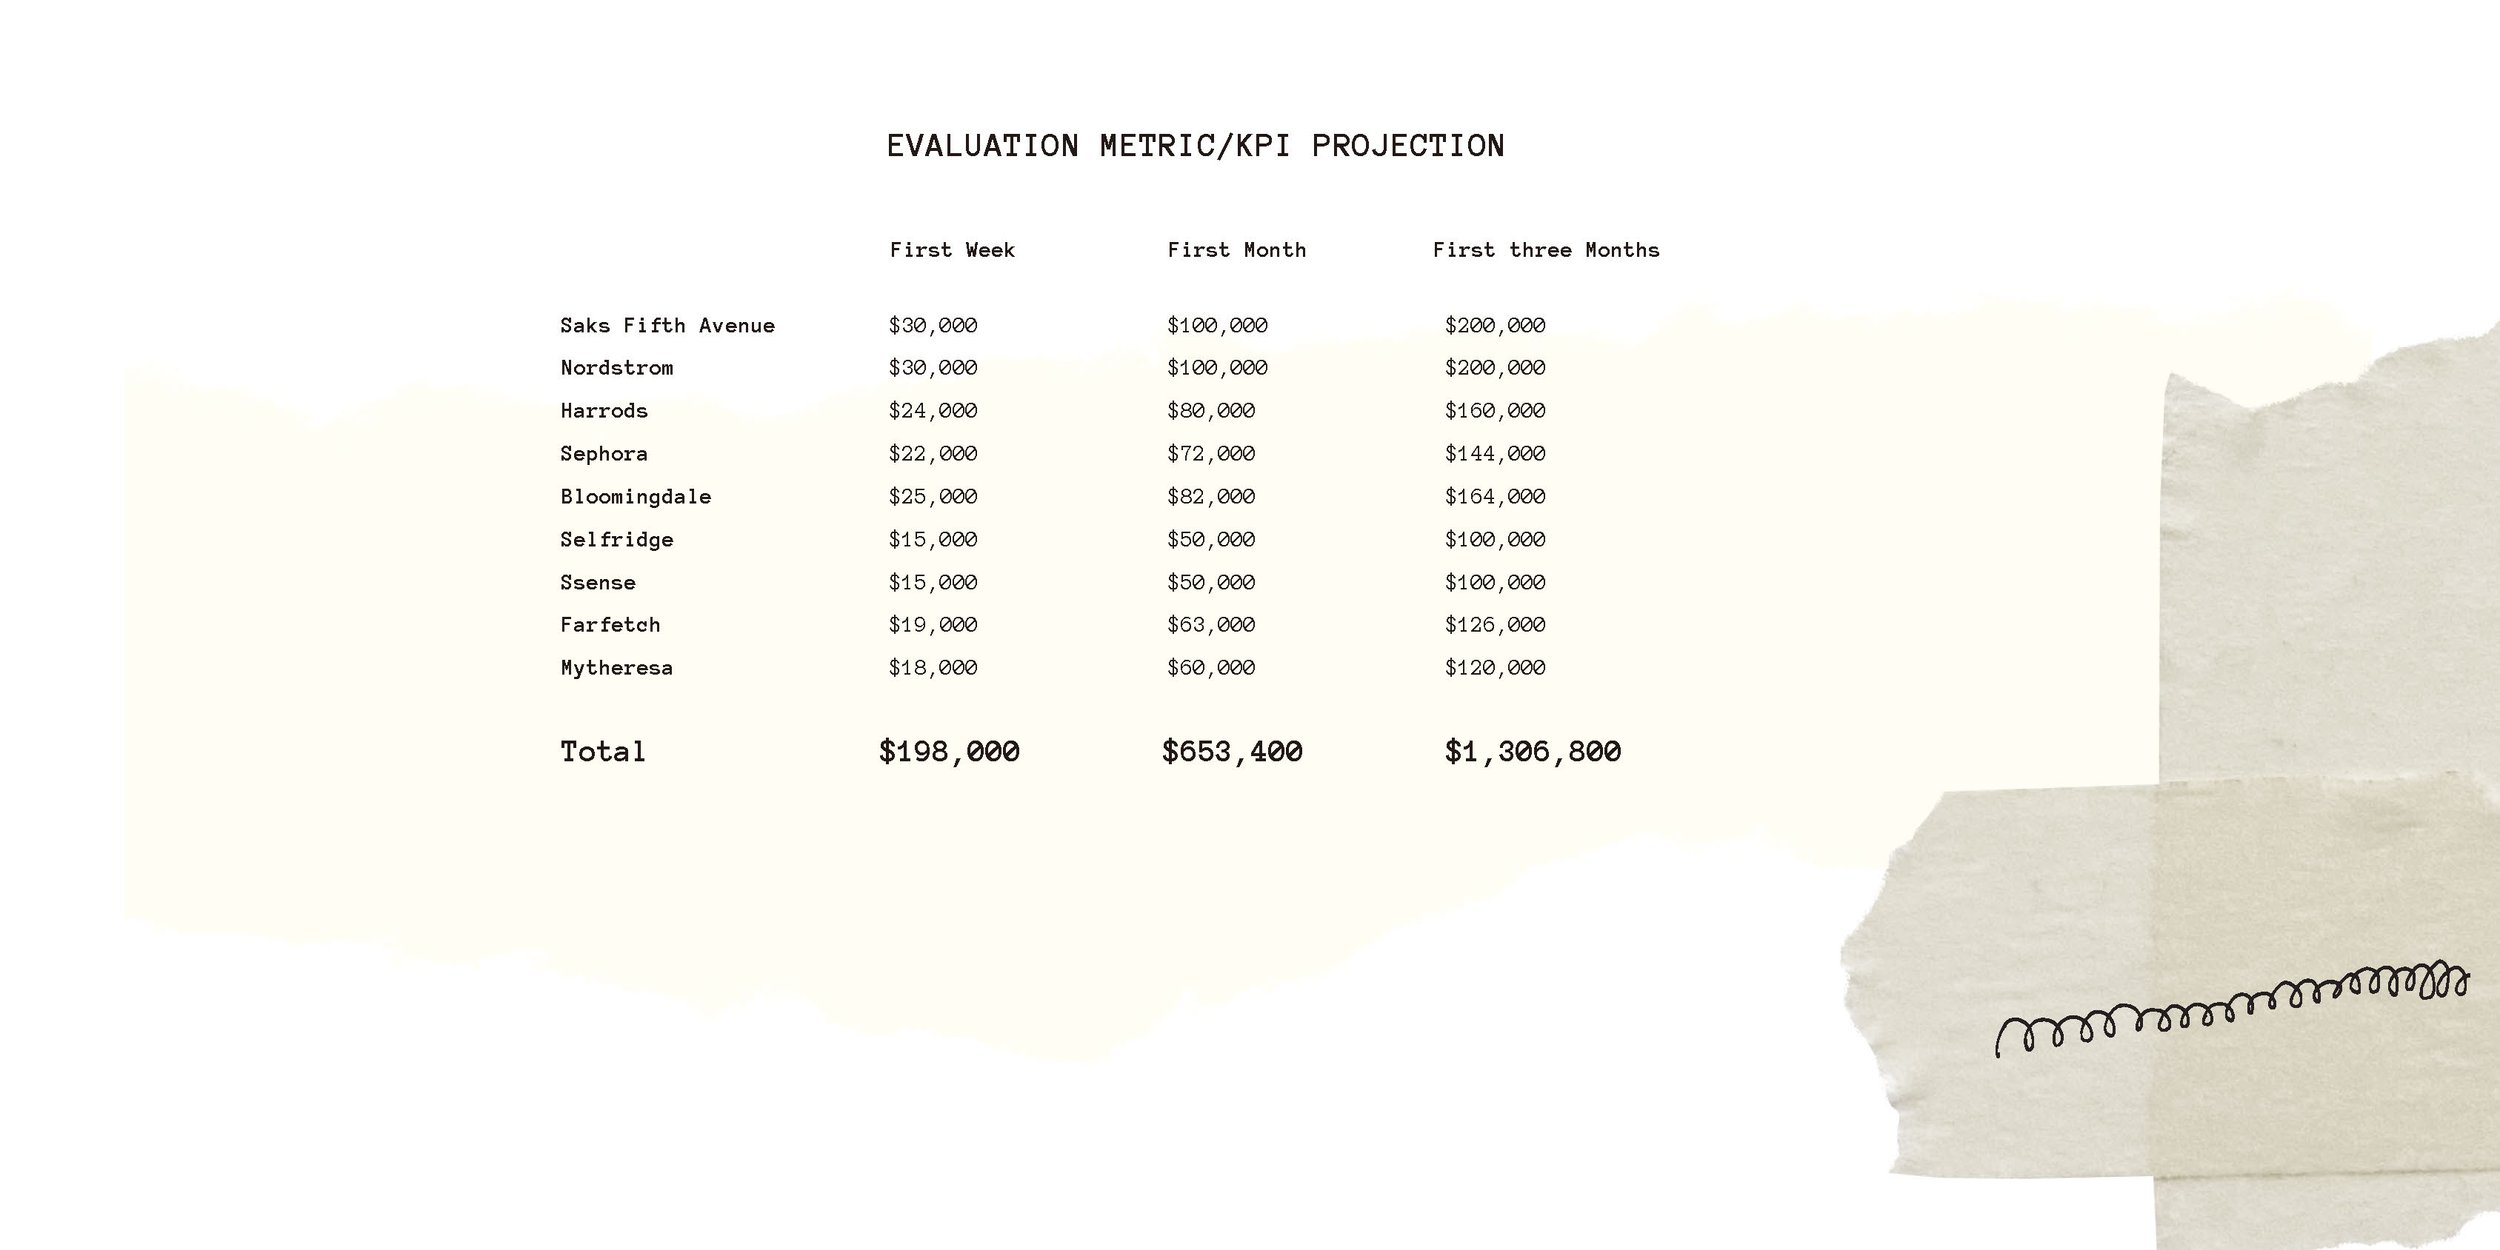 EVALUATION METRIC/KPI PROJECTION
First Week First Month First three Months
Saks Fifth Avenue $30,000 $100,000 $200,000
Nordstrom $30,000 $100,000 $200,000
Harrods $24,000 $80,000 $160,000
Sephora $22,000 $72,000 $144,000
Bloomingdale $25,000 $82,000 $164,000
Selfridge $15,000 $50,000 $100,000
Ssense $15,000 $50,000 $100,000
Farfetch $19,000 $63,000 $126,000
Mytheresa $18,000 $60,000 $120,000
Total $198,000 $653,400 $1,306,800